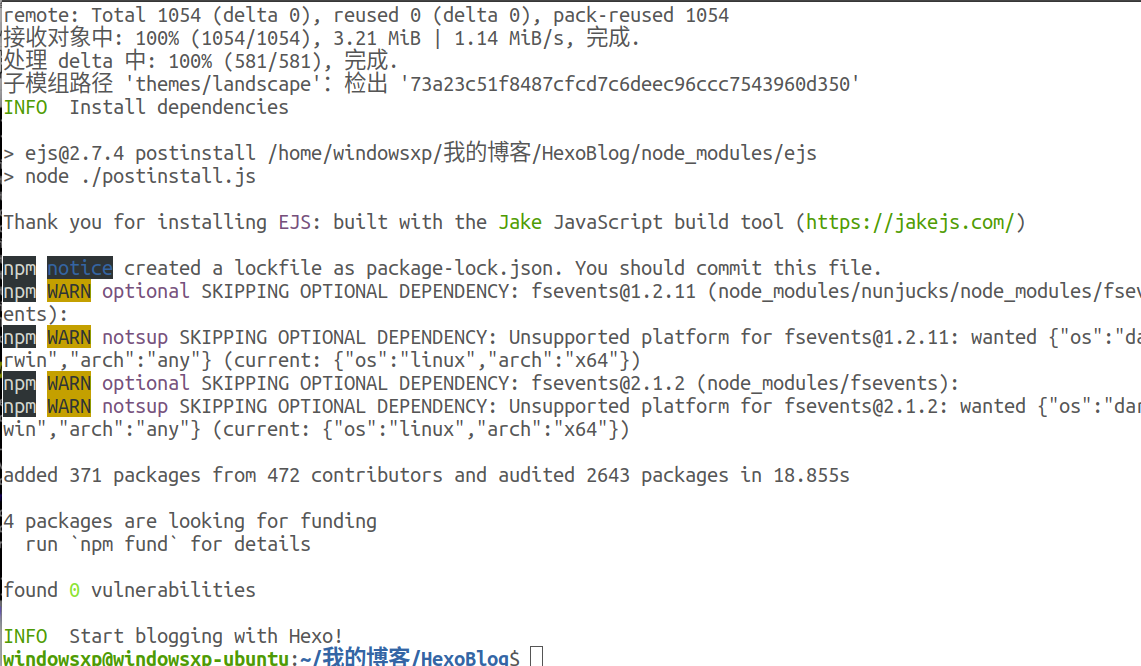 remote: Total 1054 (delta 0), reused 0 (delta 0), pack-reused 1054
接收对象中: 100% (1054/1054), 3.21 MiB | 1.14 MiB/s, 完成.
处理 delta 中: 100% (581/581), 完成.
子模组路径 'themes/landscape'：检出 '73a23c51f8487cfcd7c6deec96ccc7543960d350'
INFO  Install dependencies
> ejs@2.7.4 postinstall /home/windowsxp/我的博客/HexoBlog/node_modules/ejs
> node ./postinstall.js
Thank you for installing EJS: built with the Jake JavaScript build tool (https://jakejs.com/)
npm notice created a lockfile as package-lock.json. You should commit this file.
npm WARN optional SKIPPING OPTIONAL DEPENDENCY: fsevents@1.2.11 (node_modules/nunjucks/node_modules/fsev
ents):
npm WARN notsup SKIPPING OPTIONAL DEPENDENCY: Unsupported platform for fsevents@1.2.11: wanted {"os":"da
rwin","arch":"any"} (current: {"os":"linux","arch":"x64"})
npm WARN optional SKIPPING OPTIONAL DEPENDENCY: fsevents@2.1.2 (node_modules/fsevents):
npm WARN notsup SKIPPING OPTIONAL DEPENDENCY: Unsupported platform for fsevents@2.1.2: wanted {"os":"dar
win","arch":"any"} (current: {"os":"linux","arch":"x64"})
added 371 packages from 472 contributors and audited 2643 packages in 18.855s
4 packages are looking for funding
  run `npm fund` for details
found 0 vulnerabilities
INFO  Start blogging with Hexo!
windowsxp@windowsxp-ubuntu:~/我的博客/HexoBlog$